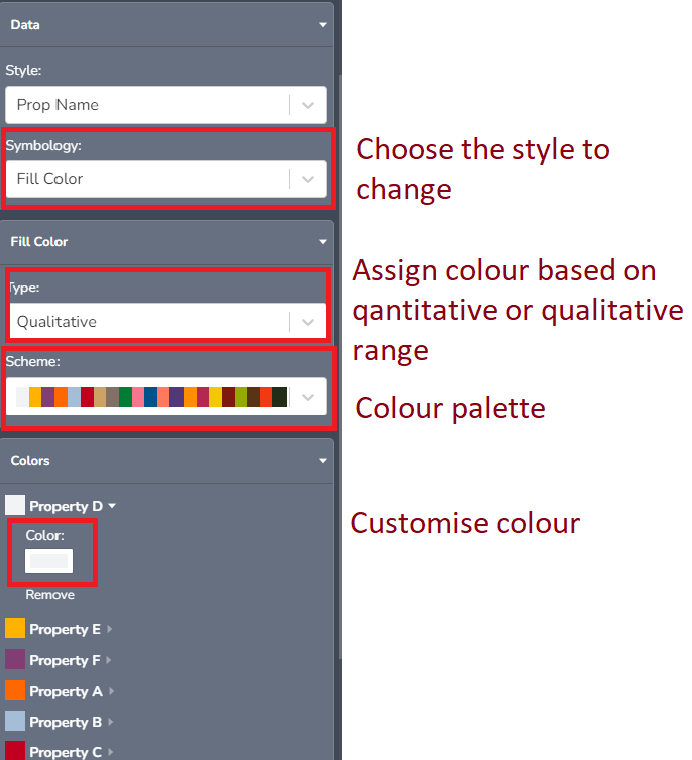 Data
Style:
Prop Name
Symbology:
Fill Color
Choose the style to
change
Fill Color
Type:
Qualitative
Assign colour based on
qantitative or qualitative
range
Scheme:
Colour palette
Colors
Property D
Color:
Customise colour
Remove
Property E
Property F
Property A
Property B
Property C